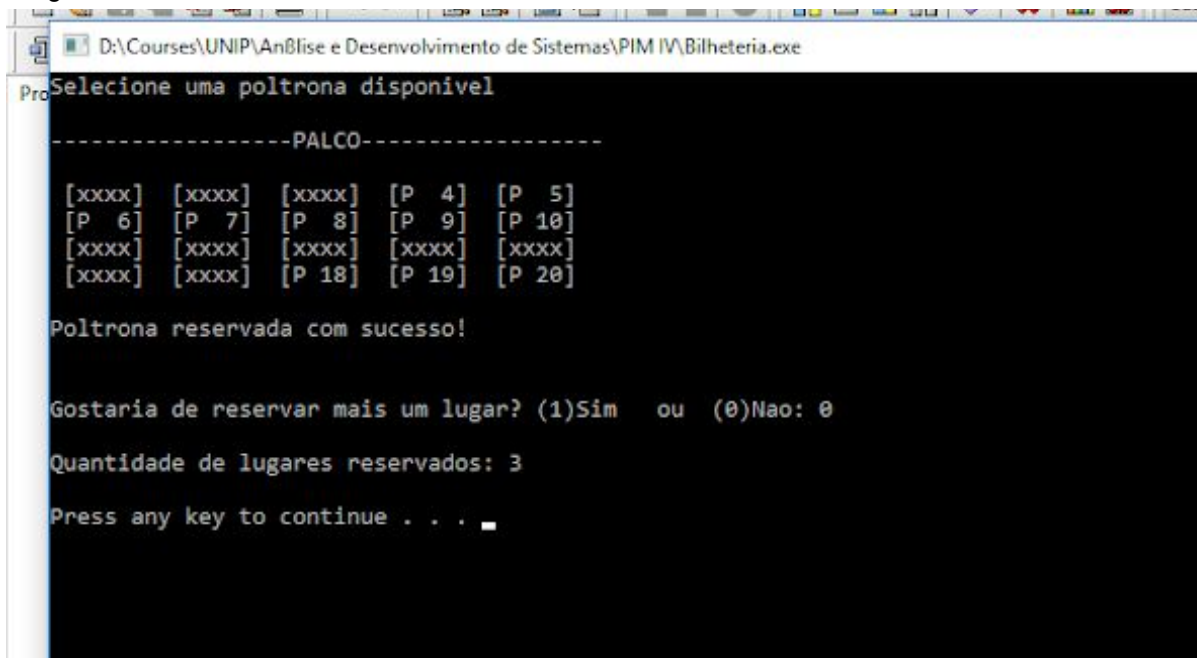 D:\Courses\UNIP\Anßlise e Desenvolvimento de Sistemas\PIM IV\Bilheteria.exe
Pro
Selecione uma poltrona disponivel
------------------PALCO------------------
[xxxx] [xxxx] [xxxx] [P  4] [P  5]
[P  6] [P  7] [P  8] [P  9] [P 10]
[xxxx] [xxxx] [xxxx] [xxxx] [xxxx]
[xxxx] [xxxx] [P 18] [P 19] [P 20]
Poltrona reservada com sucesso!
Gostaria de reservar mais um lugar? (1)Sim   ou  (0)Nao: 0
Quantidade de lugares reservados: 3
Press any key to continue . . .